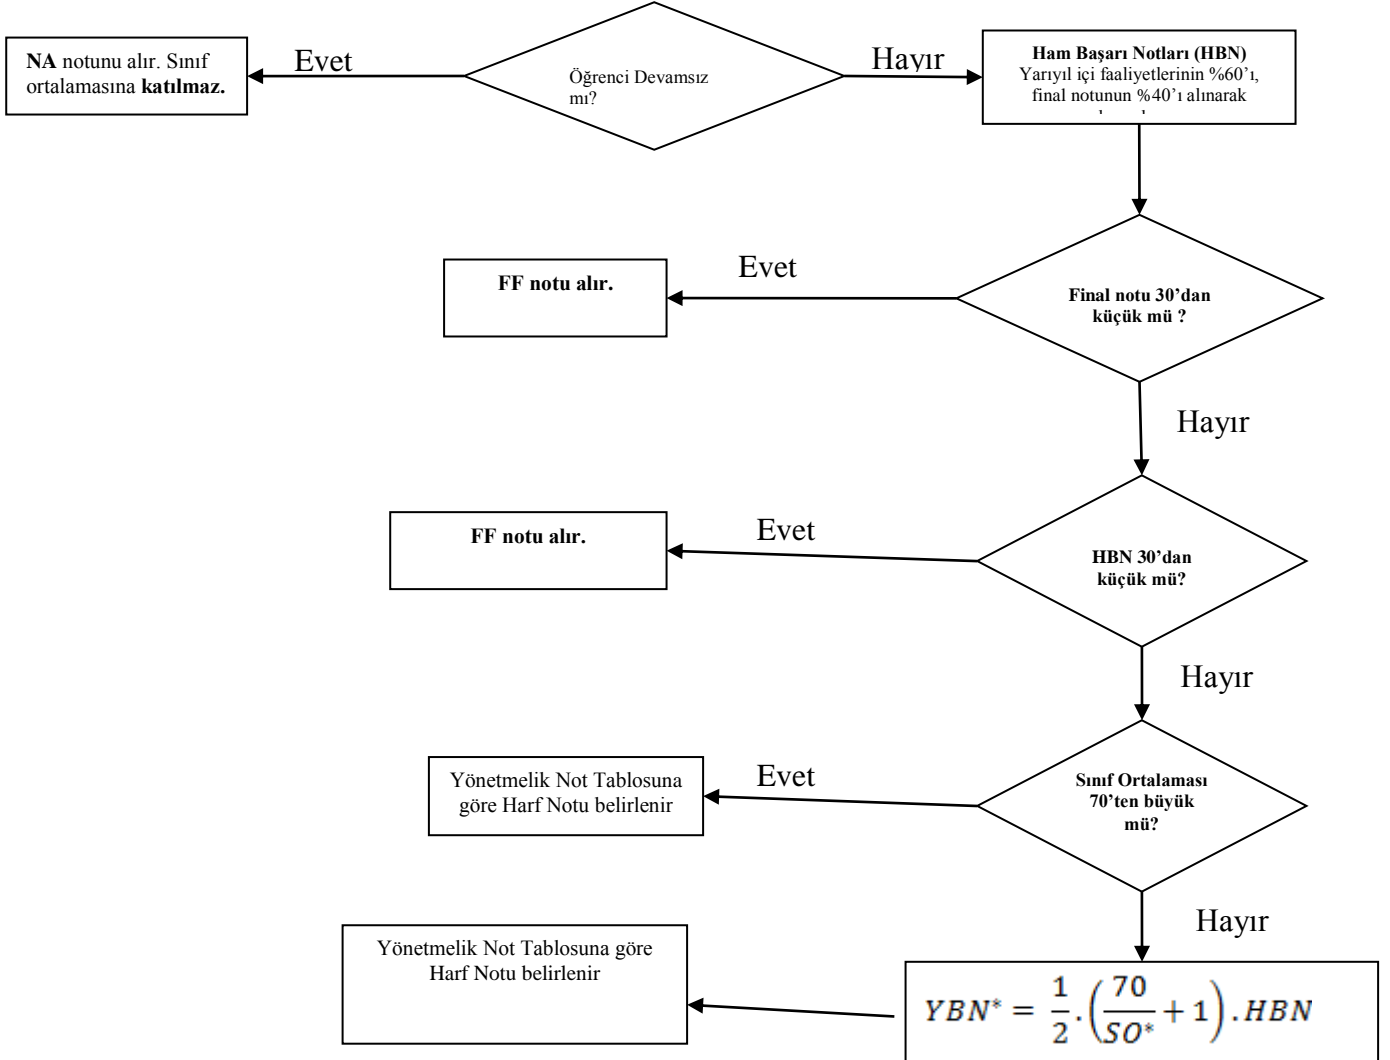 NA notunu alır. Sınıf
ortalamasına katılmaz.
Evet
Öğrenci Devamsız
mı?
Hayır
Ham Başarı Notları (HBN)
Yarıyıl içi faaliyetlerinin %60’ı,
final notunun %40’ı alınarak
FF notu alır.
Evet
Final notu 30’dan
küçük mü ?
Hayır
FF notu alır.
Evet
HBN 30’dan
küçük mü?
Hayır
Yönetmelik Not Tablosuna
göre Harf Notu belirlenir
Evet
Sınıf Ortalaması
70’ten büyük
mü?
Hayır
Yönetmelik Not Tablosuna göre
Harf Notu belirlenir
YBN* = 1/2 . (70/SO* + 1) . HBN